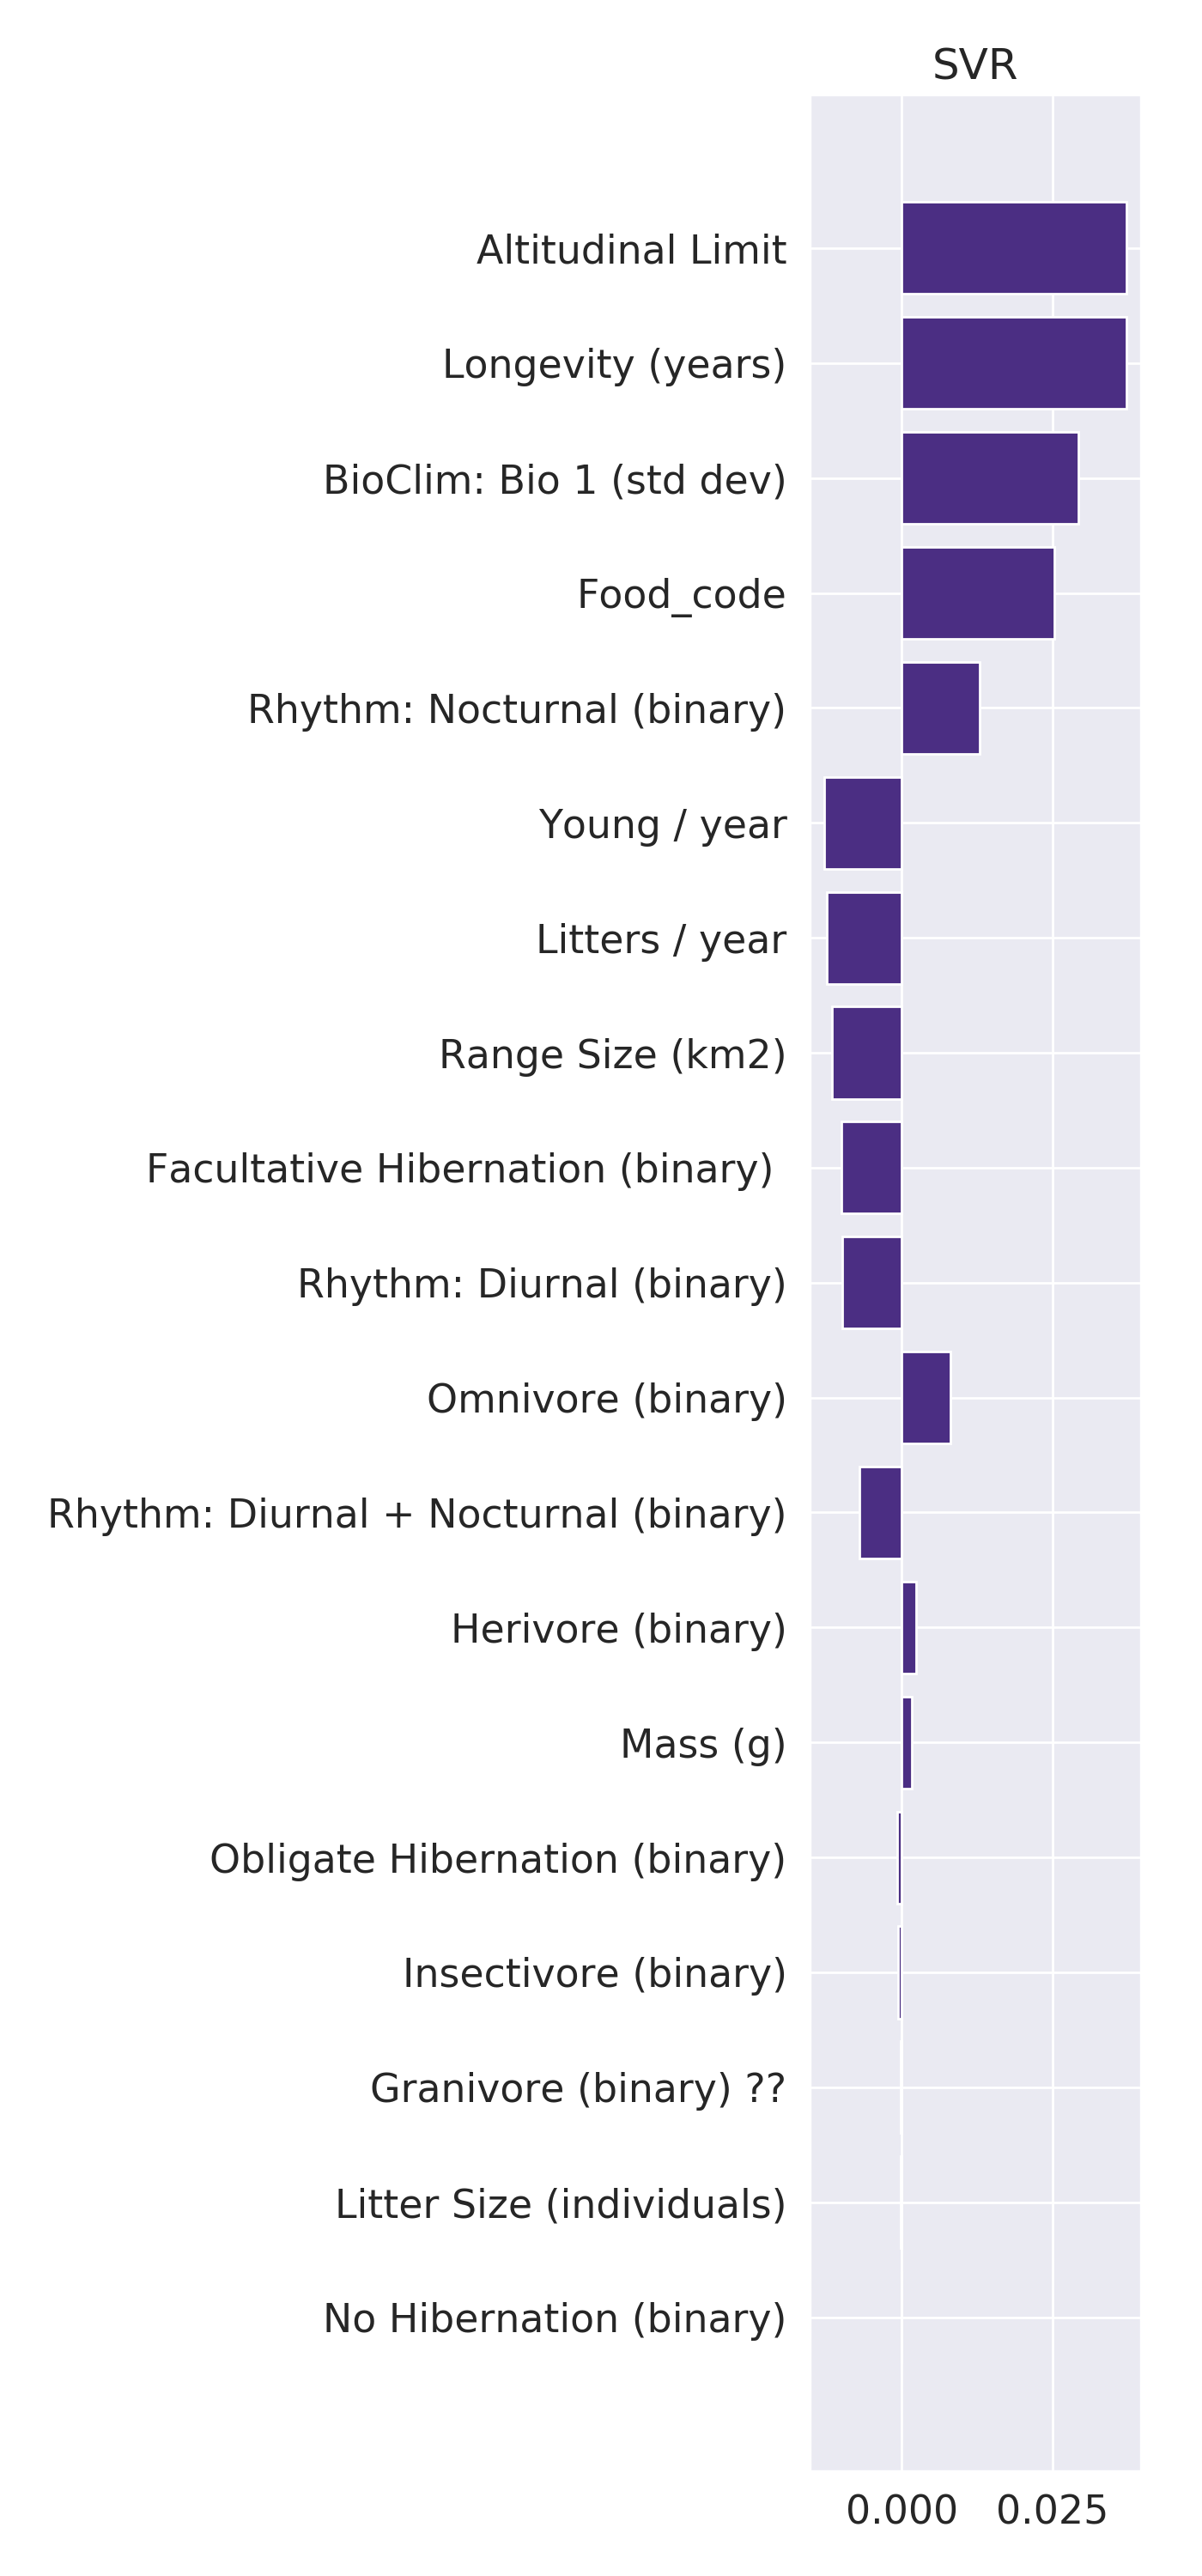 SVR
Altitudinal Limit
Longevity (years)
BioClim: Bio 1 (std dev)
Food_code
Rhythm: Nocturnal (binary)
Young / year
Litters / year
Range Size (km2)
Facultative Hibernation (binary)
Rhythm: Diurnal (binary)
Omnivore (binary)
Rhythm: Diurnal + Nocturnal (binary)
Herivore (binary)
Mass (g)
Obligate Hibernation (binary)
Insectivore (binary)
Granivore (binary) ??
Litter Size (individuals)
No Hibernation (binary)
0.000 0.025